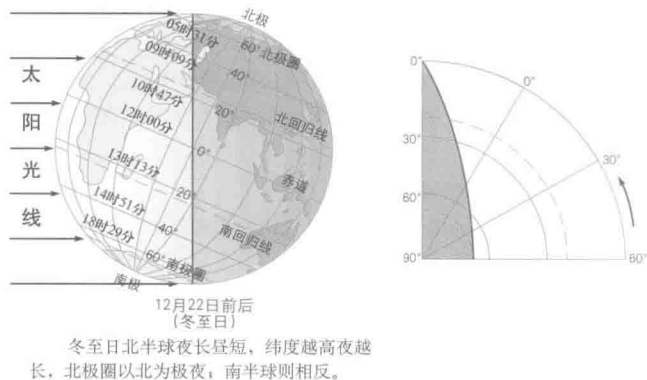 北极
05时31分
60°北极圈
09时09分
太
40°
10时47分
20°
北回归线
阳
12时00分
0°
13时13分
赤道
光
20°
14时51分
南回归线
线
40°
18时29分
60°南极圈
南极
12月22日前后
(冬至日)
冬至日北半球夜长昼短，纬度越高夜越
长，北极圈以北为极夜；南半球则相反。
0°
0°
30°
30°
60°
90°
60°